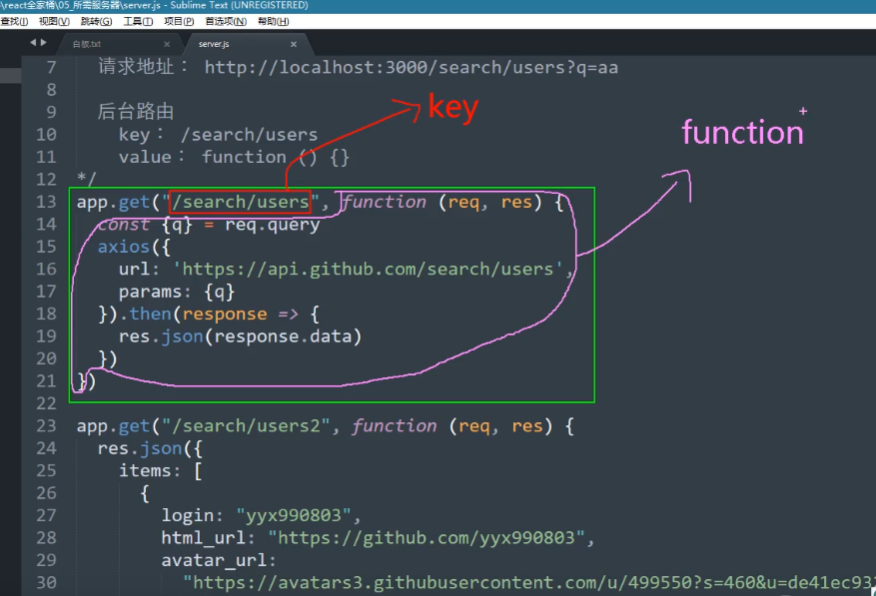 \react全家桶\05_所需服务器\server.js - Sublime Text (UNREGISTERED)
查找(I) 视图(V) 跳转(G) 工具(T) 项目(P) 首选项(N) 帮助(H)
白板.txt × server.js ×
7 请求地址： http://localhost:3000/search/users?q=aa
8
9 后台路由
10 key： /search/users
11 value： function () {}
12 */
key
function
13 app.get("/search/users", function (req, res) {
14 const {q} = req.query
15 axios({
16 url: 'https://api.github.com/search/users',
17 params: {q}
18 }).then(response => {
19 res.json(response.data)
20 })
21 })
22
23 app.get("/search/users2", function (req, res) {
24 res.json({
25 items: [
26 {
27 login: "yyx990803",
28 html_url: "https://github.com/yyx990803",
29 avatar_url:
30 "https://avatars3.githubusercontent.com/u/499550?s=460&u=de41ec93